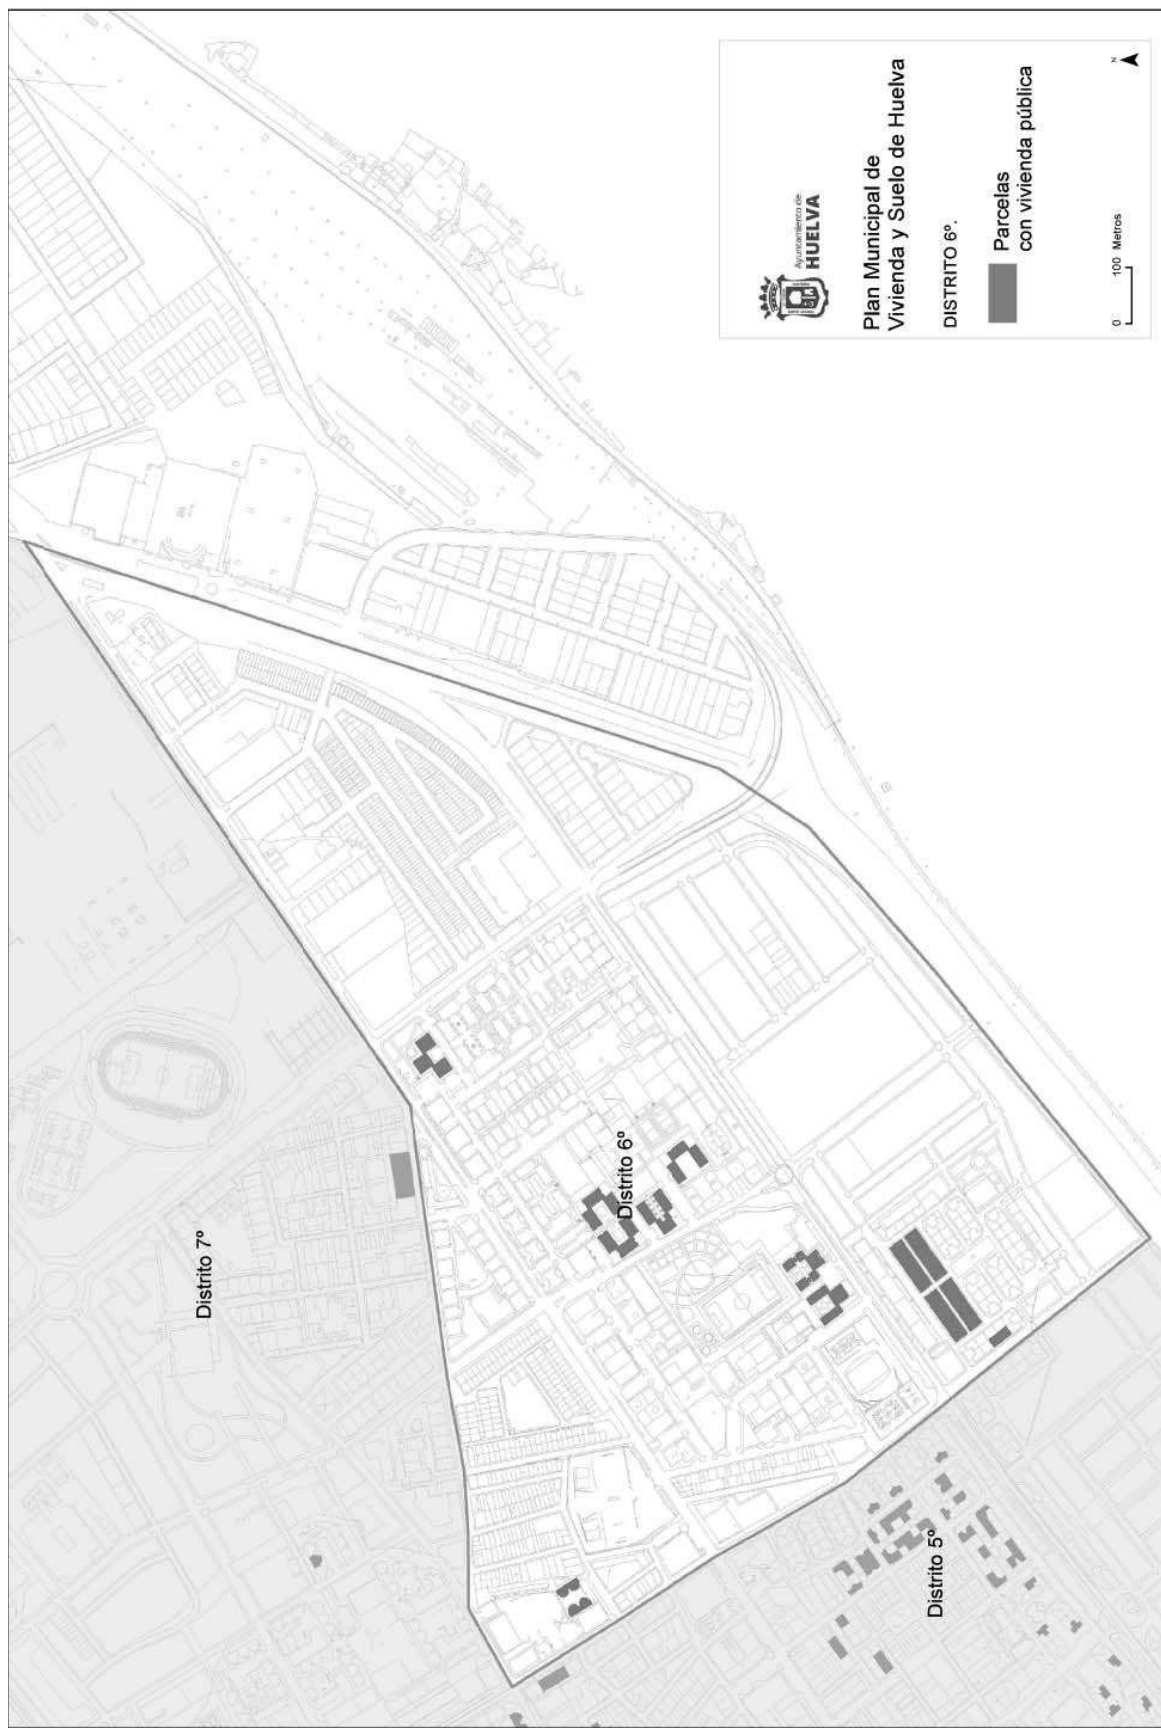 Ayuntamiento de
HUELVA
Plan Municipal de
Vivienda y Suelo de Huelva
DISTRITO 6º.
Parcelas
con vivienda pública
0 100 Metros
N
Distrito 7º
Distrito 6º
Distrito 5º